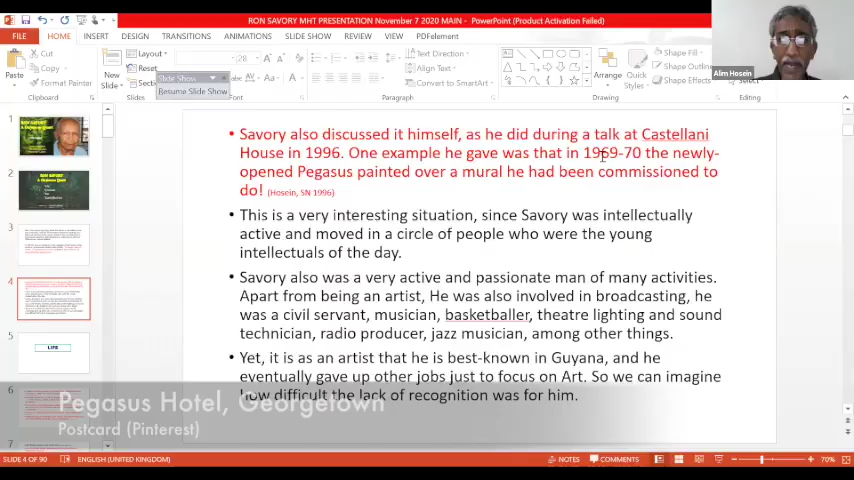 RON SAVORY MHT PRESENTATION November 7 2020 MAIN - PowerPoint (Product Activation Failed)
FILE HOME INSERT DESIGN TRANSITIONS ANIMATIONS SLIDE SHOW REVIEW VIEW PDFelement
Cut
Copy
Format Painter
Paste
Clipboard
New
Slide
Layout
Reset
Slides
Slide Show
Resume Slide Show
28
Font
Paragraph
Text Direction
Align Text
Convert to SmartArt
Arrange
Quick
Styles
Drawing
Shape Fill
Shape Effects
Alim Hosein
1
2
3
4
5
LIFE
6
7
• Savory also discussed it himself, as he did during a talk at Castellani
House in 1996. One example he gave was that in 1969-70 the newly-
opened Pegasus painted over a mural he had been commissioned to
do! (Hosein, SN 1996)
• This is a very interesting situation, since Savory was intellectually
active and moved in a circle of people who were the young
intellectuals of the day.
• Savory also was a very active and passionate man of many activities.
Apart from being an artist, He was also involved in broadcasting, he
was a civil servant, musician, basketballer, theatre lighting and sound
technician, radio producer, jazz musician, among other things.
• Yet, it is as an artist that he is best-known in Guyana, and he
eventually gave up other jobs just to focus on Art. So we can imagine
how difficult the lack of recognition was for him.
Pegasus Hotel, Georgetown
Postcard (Pinterest)
SLIDE 4 OF 90 ENGLISH (UNITED KINGDOM) NOTES COMMENTS 70%